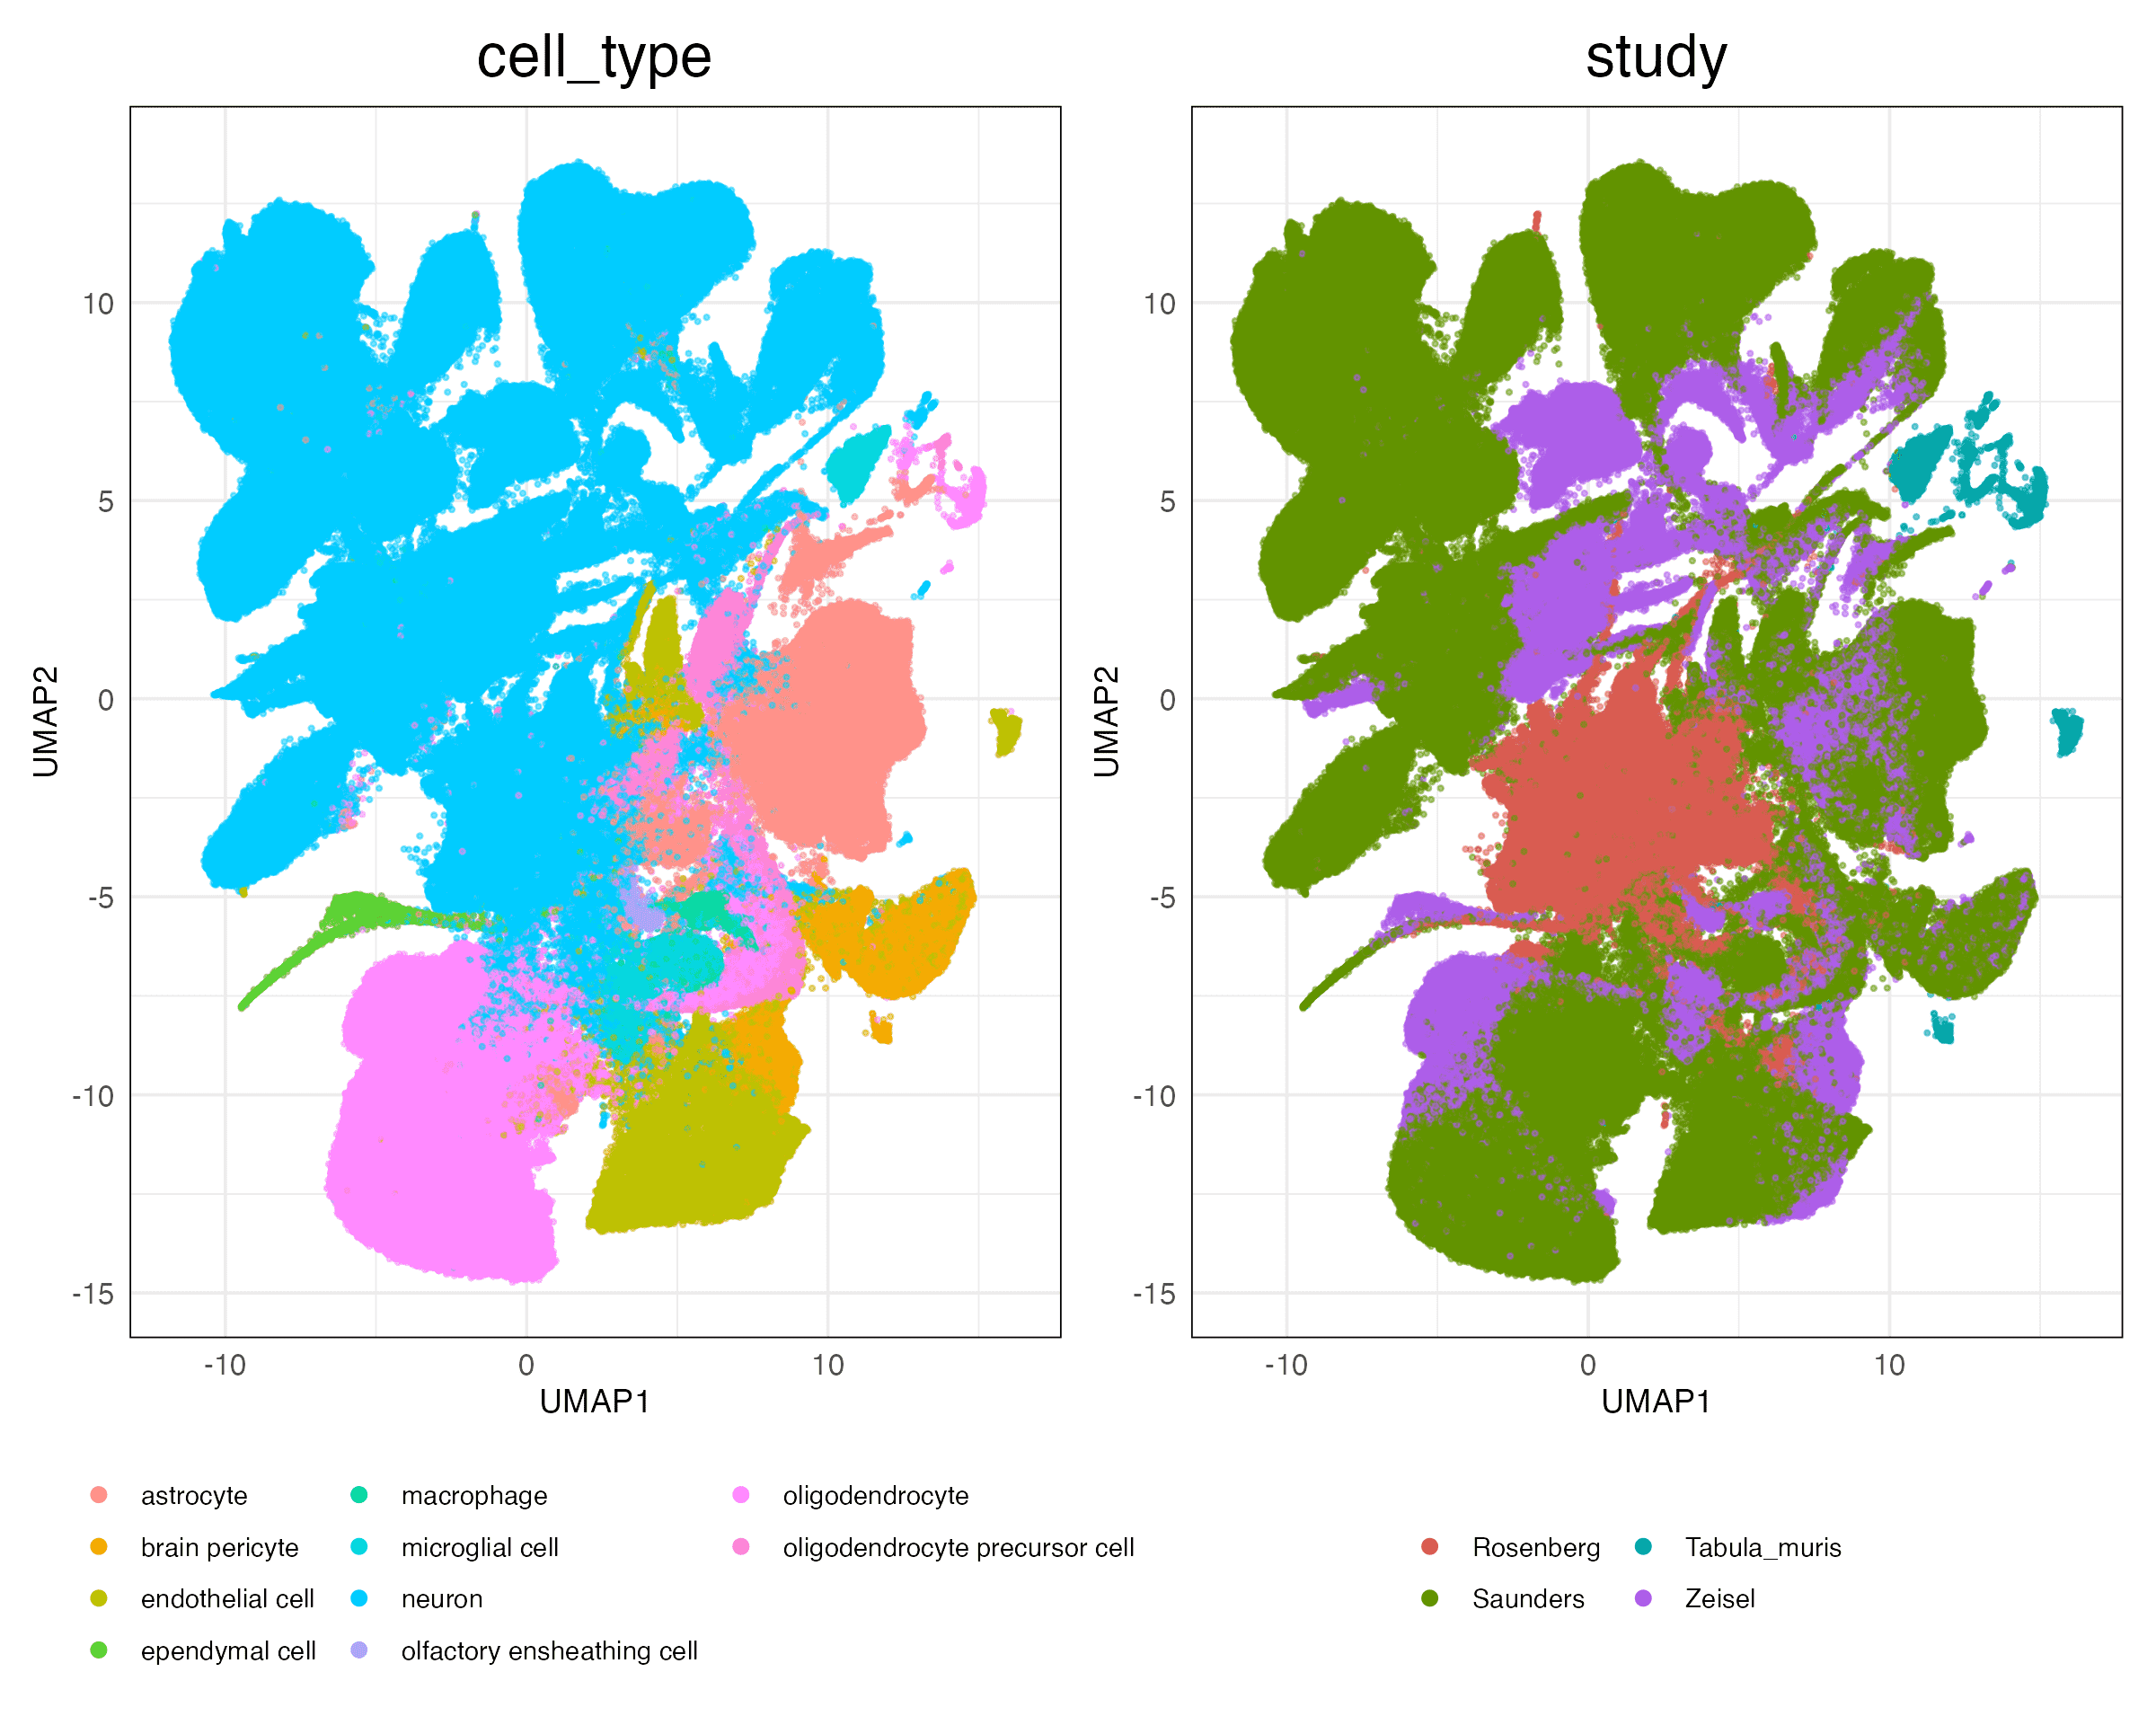 cell_type
study
UMAP2
10
5
0
-5
-10
-15
-10
0
10
UMAP1
UMAP2
10
5
0
-5
-10
-15
-10
0
10
UMAP1
astrocyte
brain pericyte
endothelial cell
ependymal cell
macrophage
microglial cell
neuron
olfactory ensheathing cell
oligodendrocyte
oligodendrocyte precursor cell
Rosenberg
Saunders
Tabula_muris
Zeisel